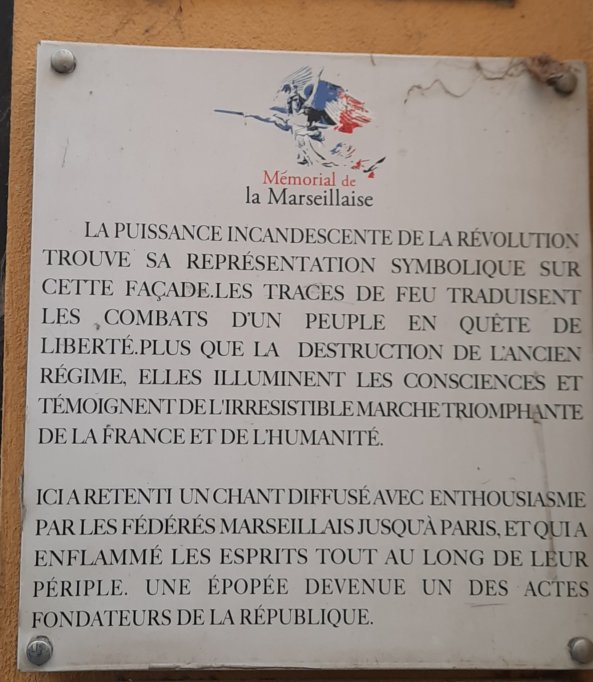 Mémorial de
la Marseillaise
LA PUISSANCE INCANDESCENTE DE LA RÉVOLUTION
TROUVE SA REPRÉSENTATION SYMBOLIQUE SUR
CETTE FAÇADE.LES TRACES DE FEU TRADUISENT
LES COMBATS D'UN PEUPLE EN QUÊTE DE
LIBERTÉ.PLUS QUE LA DESTRUCTION DE L'ANCIEN
RÉGIME, ELLES ILLUMINENT LES CONSCIENCES ET
TÉMOIGNENT DE L'IRRESISTIBLE MARCHE TRIOMPHANTE
DE LA FRANCE ET DE L'HUMANITÉ.
ICI A RETENTI UN CHANT DIFFUSÉ AVEC ENTHOUSIASME
PAR LES FÉDÉRÉS MARSEILLAIS JUSQU'À PARIS, ET QUI A
ENFLAMMÉ LES ESPRITS TOUT AU LONG DE LEUR
PÉRIPLE. UNE ÉPOPÉE DEVENUE UN DES ACTES
FONDATEURS DE LA RÉPUBLIQUE.